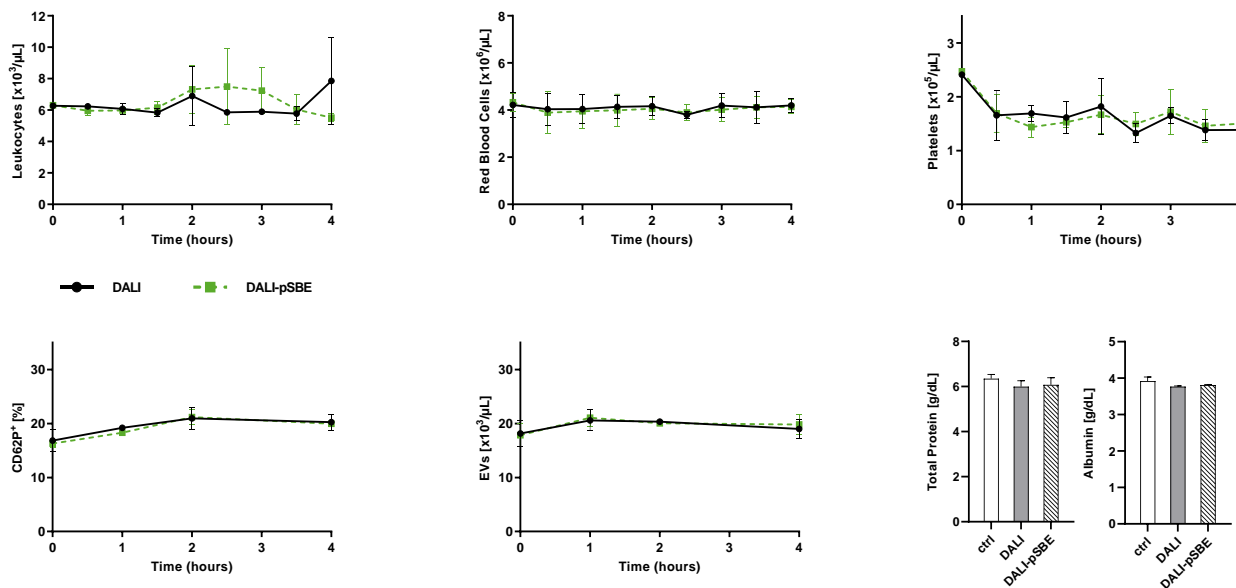 Leukocytes [x10³/µL]
12
10
8
6
4
2
0
0 1 2 3 4
Time (hours)
Red Blood Cells [x10⁶/µL]
8
6
4
2
0
0 1 2 3 4
Time (hours)
Platelets [x10⁵/µL]
3
2
1
0
0 1 2 3
Time (hours)
DALI DALI-pSBE
CD62P⁺ [%]
30
20
10
0
0 1 2 3 4
Time (hours)
EVs [x10³/µL]
30
20
10
0
0 1 2 3 4
Time (hours)
Total Protein [g/dL]
8
6
4
2
0
ctrl
DALI
DALI-pSBE
Albumin [g/dL]
5
4
3
2
1
0
ctrl
DALI
DALI-pSBE